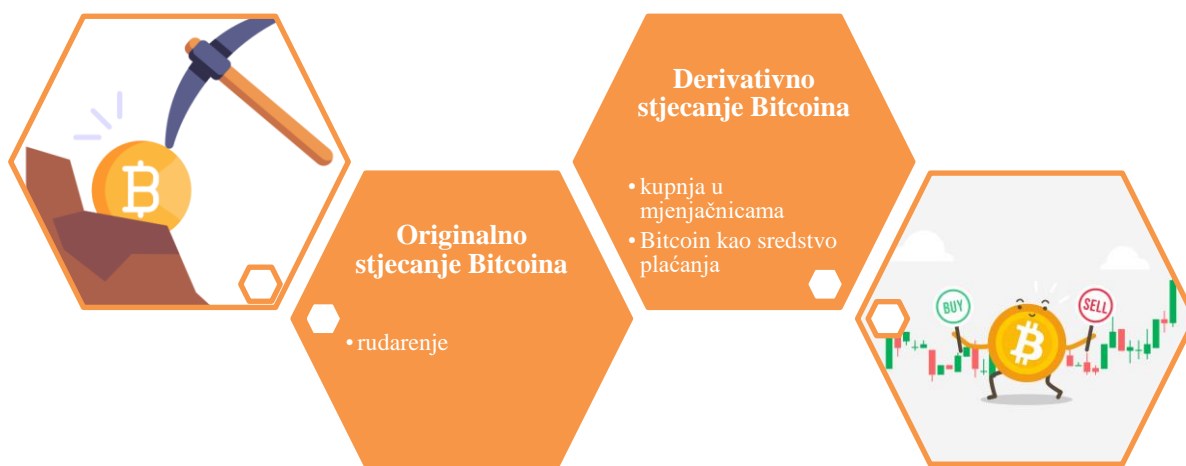 Originalno
stjecanje Bitcoina
• rudarenje
Derivativno
stjecanje Bitcoina
• kupnja u
mjenjačnicama
• Bitcoin kao sredstvo
plaćanja
BUY
SELL